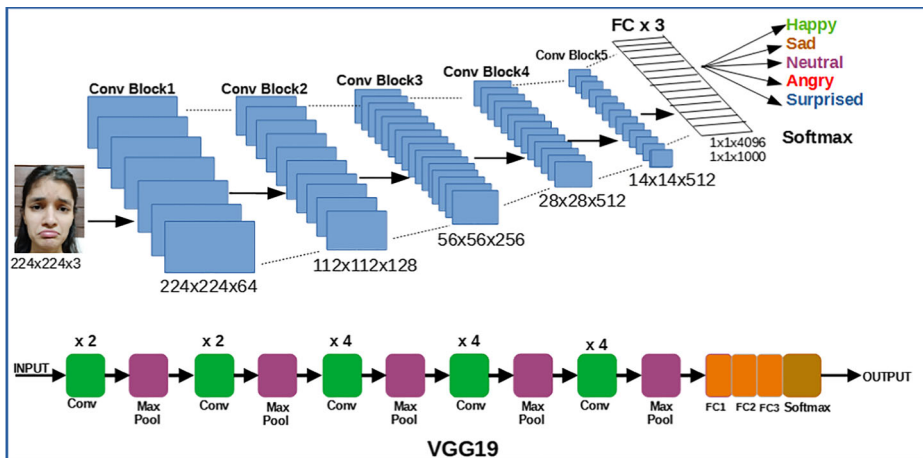 FC x 3
Happy
Sad
Neutral
Angry
Surprised
Softmax
Conv Block1
Conv Block2
Conv Block3
Conv Block4
Conv Block5
1x1x4096
1x1x1000
224x224x3
224x224x64
112x112x128
56x56x256
28x28x512
14x14x512
x 2
x 2
x 4
x 4
x 4
INPUT
Conv
Max Pool
Conv
Max Pool
Conv
Max Pool
Conv
Max Pool
Conv
Max Pool
FC1
FC2
FC3
Softmax
OUTPUT
VGG19